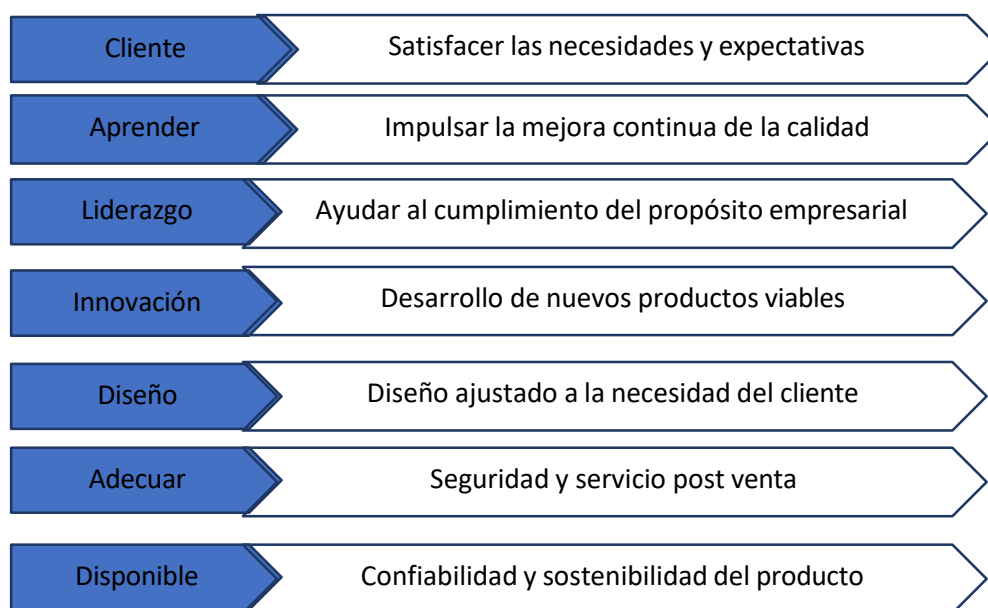 Cliente
Satisfacer las necesidades y expectativas
Aprender
Impulsar la mejora continua de la calidad
Liderazgo
Ayudar al cumplimiento del propósito empresarial
Innovación
Desarrollo de nuevos productos viables
Diseño
Diseño ajustado a la necesidad del cliente
Adecuar
Seguridad y servicio post venta
Disponible
Confiabilidad y sostenibilidad del producto